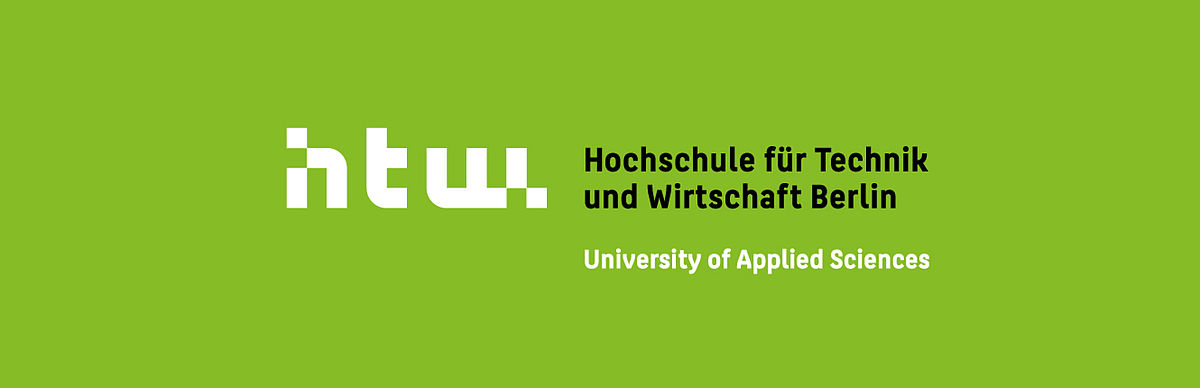 htw.
Hochschule für Technik
und Wirtschaft Berlin
University of Applied Sciences